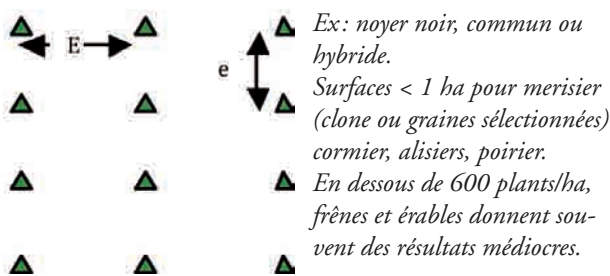 E
e
Ex : noyer noir, commun ou
hybride.
Surfaces < 1 ha pour merisier
(clone ou graines sélectionnées)
cormier, alisiers, poirier.
En dessous de 600 plants/ha,
frênes et érables donnent sou-
vent des résultats médiocres.